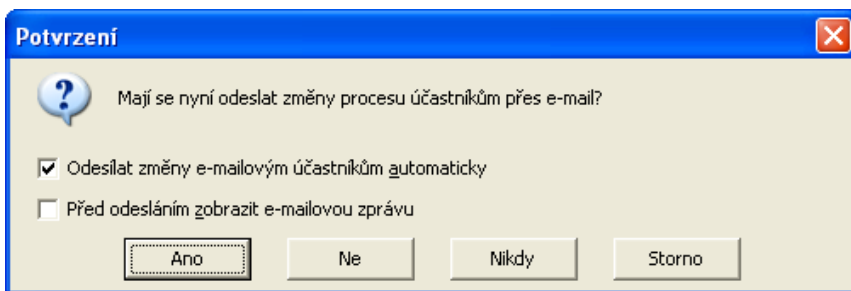 Potvrzení
Mají se nyní odeslat změny procesu účastníkům přes e-mail?
Odesílat změny e-mailovým účastníkům automaticky
Před odesláním zobrazit e-mailovou zprávu
Ano Ne Nikdy Storno